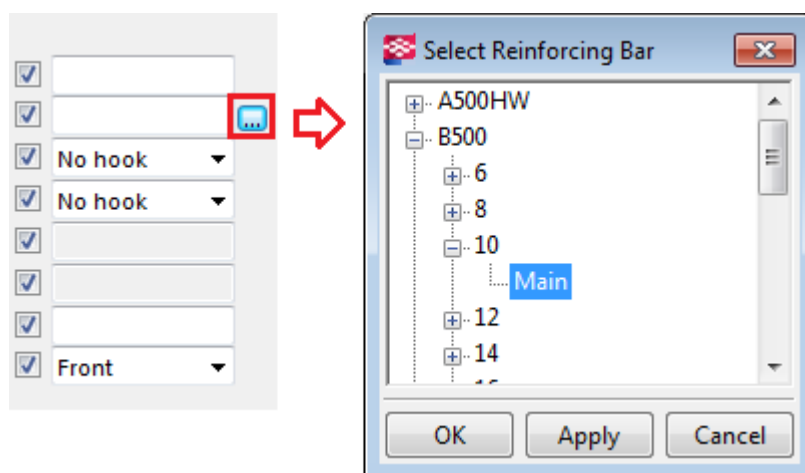 No hook
No hook
Front
...
Select Reinforcing Bar
A500HW
B500
6
8
10
Main
12
14
OK Apply Cancel